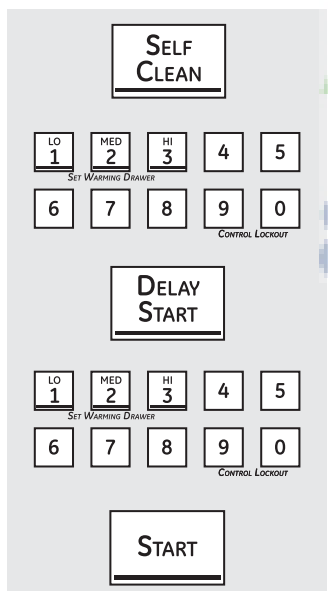 SELF
CLEAN
LO MED HI
1 2 3 4 5
SET WARMING DRAWER
6 7 8 9 0
CONTROL LOCKOUT
DELAY
START
LO MED HI
1 2 3 4 5
SET WARMING DRAWER
6 7 8 9 0
CONTROL LOCKOUT
START